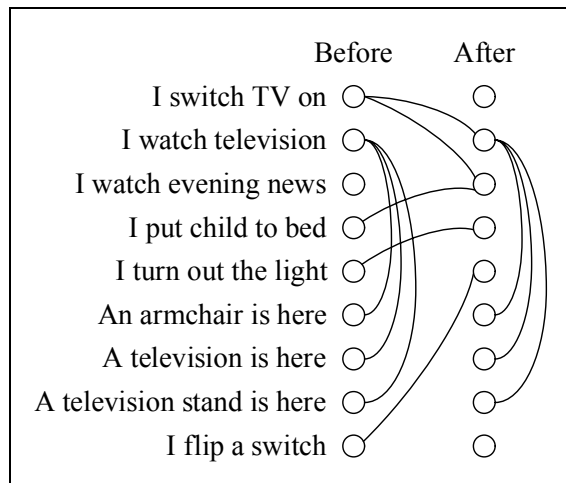 Before After
I switch TV on
I watch television
I watch evening news
I put child to bed
I turn out the light
An armchair is here
A television is here
A television stand is here
I flip a switch